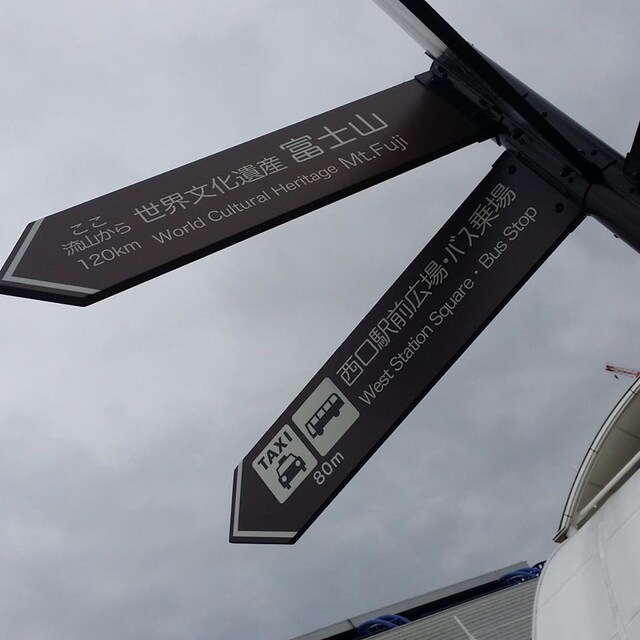 ここ
流山から 世界文化遺産 富士山
120km World Cultural Heritage Mt.Fuji
西口駅前広場・バス乗場
West Station Square・Bus Stop
TAXI
80m